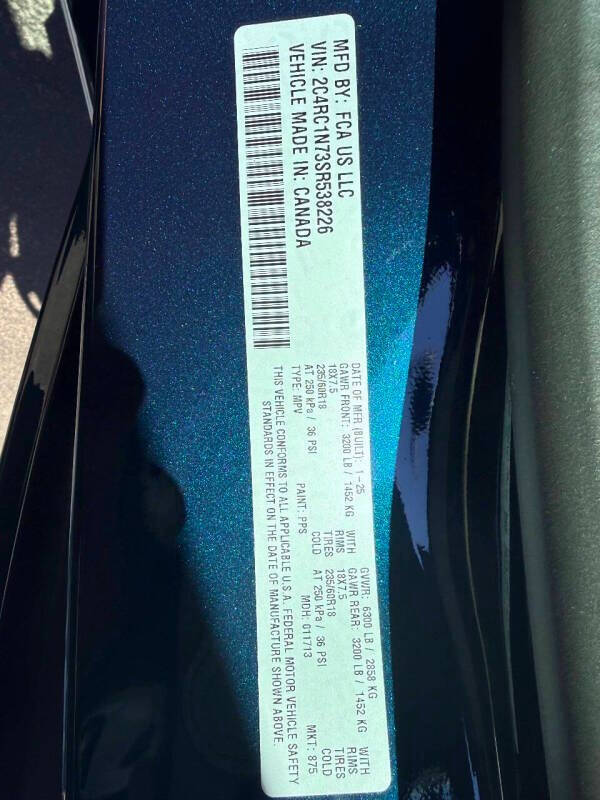 MFD BY: FCA US LLC
VIN: 2C4RC1N73SR538226
VEHICLE MADE IN: CANADA
DATE OF MFR.(BUILT): 1-25 GVWR: 6300 LB / 2858 KG
GAWR FRONT: 3200 LB / 1452 KG WITH GAWR REAR: 3200 LB / 1452 KG WITH
18X7.5 RIMS 18X7.5 RIMS
235/60R18 TIRES 235/60R18 TIRES
AT 250 kPa / 36 PSI COLD AT 250 kPa / 36 PSI COLD
TYPE: MPV PAINT: PPS MDH: 011713 MKT: 875
THIS VEHICLE CONFORMS TO ALL APPLICABLE U.S.A. FEDERAL MOTOR VEHICLE SAFETY
STANDARDS IN EFFECT ON THE DATE OF MANUFACTURE SHOWN ABOVE.